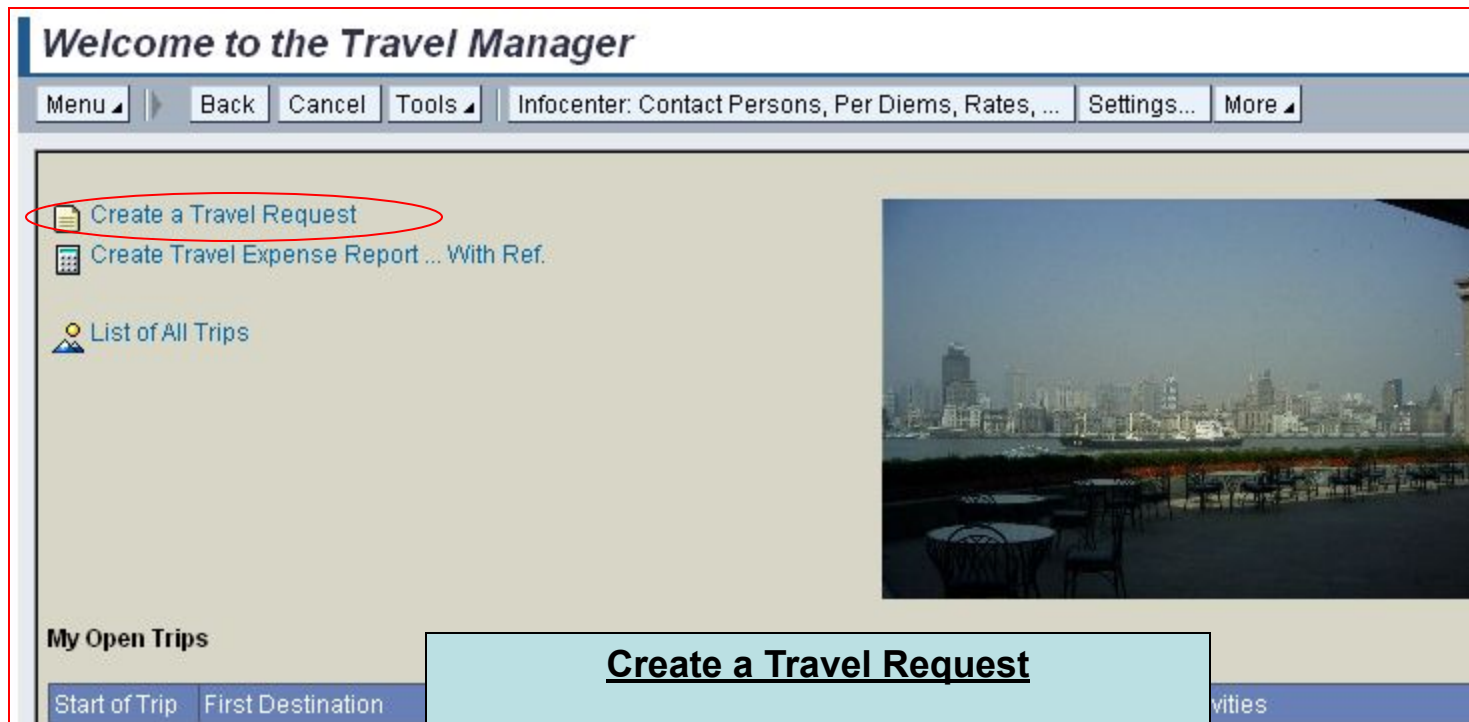 Welcome to the Travel Manager
Menu Back Cancel Tools Infocenter: Contact Persons, Per Diems, Rates, ... Settings... More
Create a Travel Request
Create Travel Expense Report ... With Ref.
List of All Trips
My Open Trips
Create a Travel Request
Start of Trip First Destination vities